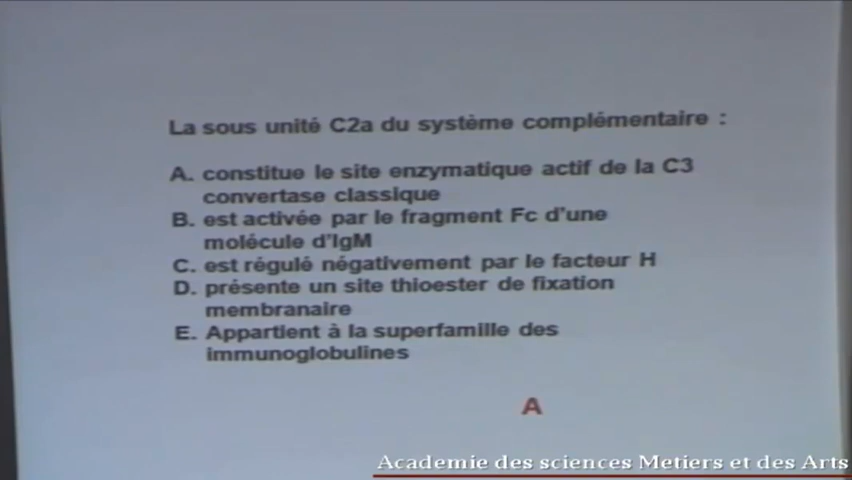 La sous unité C2a du système complémentaire :
A. constitue le site enzymatique actif de la C3
convertase classique
B. est activée par le fragment Fc d'une
molécule d'IgM
C. est régulé négativement par le facteur H
D. présente un site thioester de fixation
membranaire
E. Appartient à la superfamille des
immunoglobulines
A
Academie des sciences Metiers et des Arts